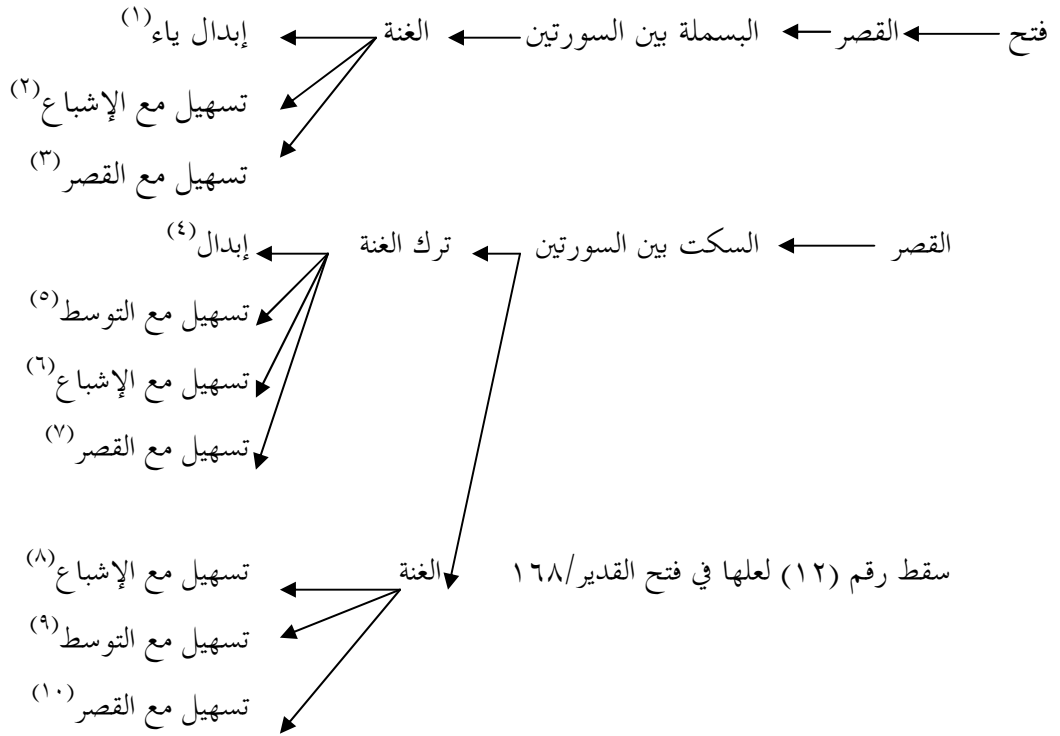 فتح القصر البسملة بين السورتين الغنة إبدال ياء(١)
تسهيل مع الإشباع(٢)
تسهيل مع القصر(٣)
القصر السكت بين السورتين ترك الغنة إبدال(٤)
تسهيل مع التوسط(٥)
تسهيل مع الإشباع(٦)
تسهيل مع القصر(٧)
سقط رقم (١٢) لعلها في فتح القدير/١٦٨ الغنة تسهيل مع الإشباع(٨)
تسهيل مع التوسط(٩)
تسهيل مع القصر(١٠)